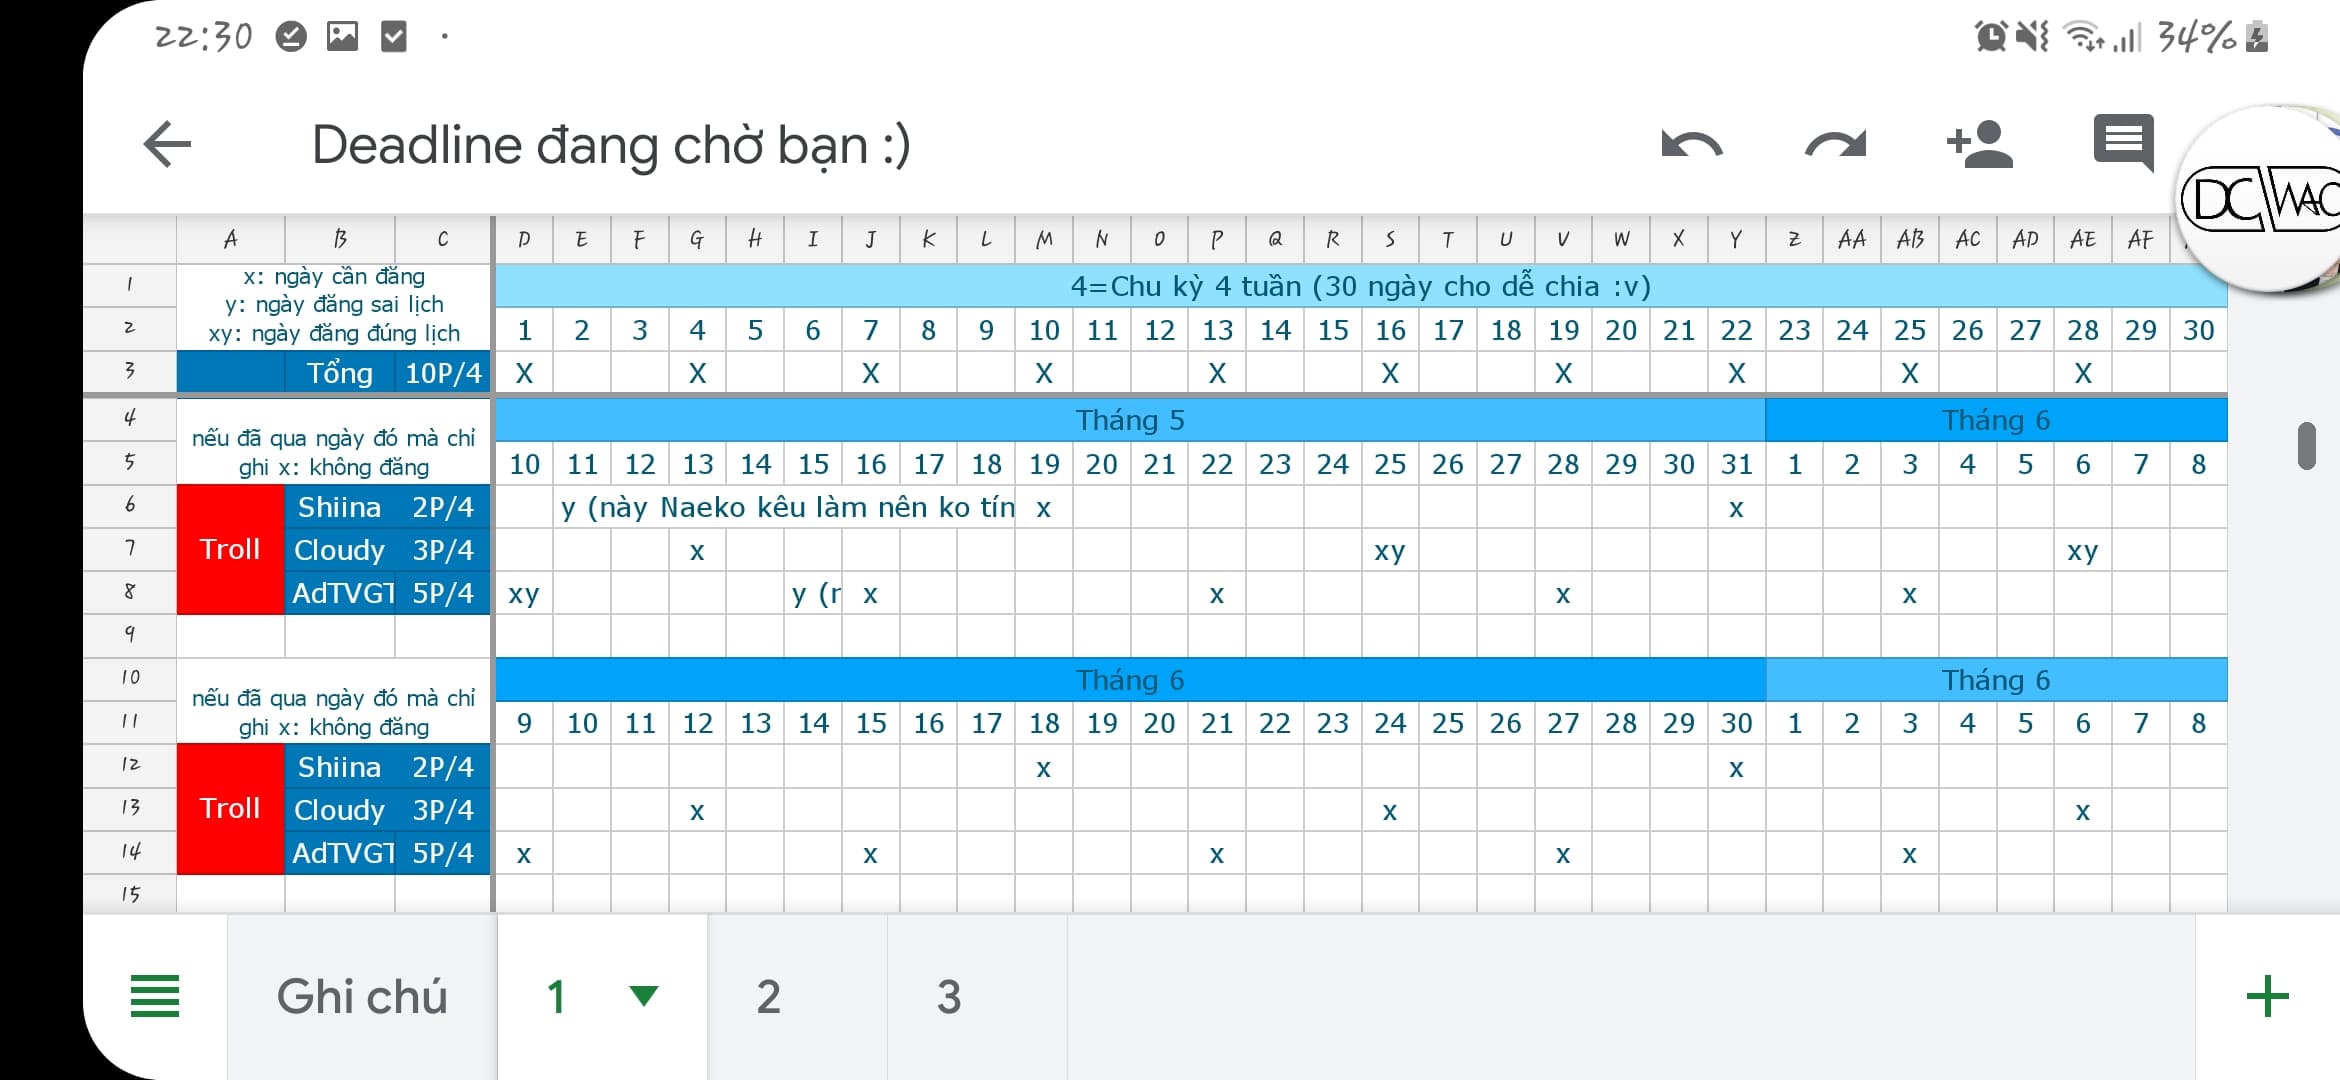 22:30 34%
Deadline đang chờ bạn :)
DC WAC
A B C D E F G H I J K L M N O P Q R S T U V W X Y Z AA AB AC AD AE AF
1 x: ngày cần đăng 4=Chu kỳ 4 tuần (30 ngày cho dễ chia :v)
y: ngày đăng sai lịch
2 xy: ngày đăng đúng lịch 1 2 3 4 5 6 7 8 9 10 11 12 13 14 15 16 17 18 19 20 21 22 23 24 25 26 27 28 29 30
3 Tổng 10P/4 X X X X X X X X X X
4 Tháng 5 Tháng 6
nếu đã qua ngày đó mà chỉ
5 ghi x: không đăng 10 11 12 13 14 15 16 17 18 19 20 21 22 23 24 25 26 27 28 29 30 31 1 2 3 4 5 6 7 8
6 Shiina 2P/4 y (này Naeko kêu làm nên ko tín x x
7 Troll Cloudy 3P/4 x xy xy
8 AdTVGT 5P/4 xy y (r x x x x
9
10 Tháng 6 Tháng 6
nếu đã qua ngày đó mà chỉ
11 ghi x: không đăng 9 10 11 12 13 14 15 16 17 18 19 20 21 22 23 24 25 26 27 28 29 30 1 2 3 4 5 6 7 8
12 Shiina 2P/4 x x
13 Troll Cloudy 3P/4 x x x
14 AdTVGT 5P/4 x x x x x
15
Ghi chú 1 2 3